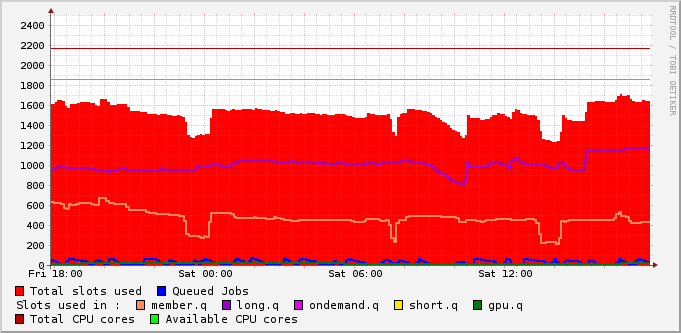 2400
2200
2000
1800
1600
1400
1200
1000
800
600
400
200
0
Fri 18:00 Sat 00:00 Sat 06:00 Sat 12:00
Total slots used Queued Jobs
Slots used in : member.q long.q ondemand.q short.q gpu.q
Total CPU cores Available CPU cores
RRDTOOL / TOBI OETIKER